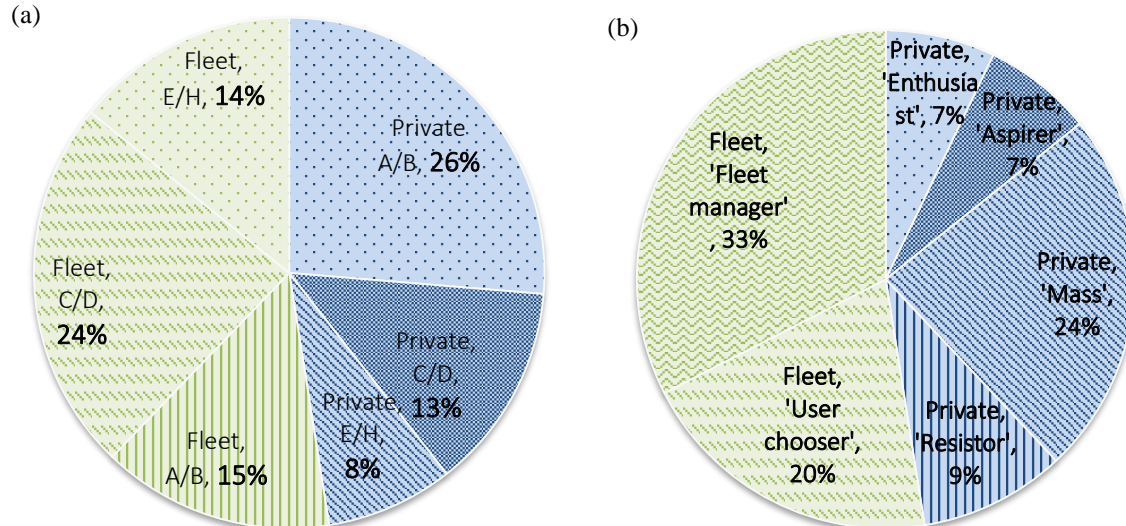 (a)
Fleet,
E/H, 14%
Private
A/B, 26%
Fleet,
C/D,
24%
Private,
C/D,
13%
Private,
E/H,
8%
Fleet,
A/B, 15%
(b)
Private,
'Enthusia
st', 7%
Private,
'Aspirer',
7%
Fleet,
'Fleet
manager'
, 33%
Private,
'Mass',
24%
Fleet,
'User
chooser',
20%
Private,
'Resistor',
9%